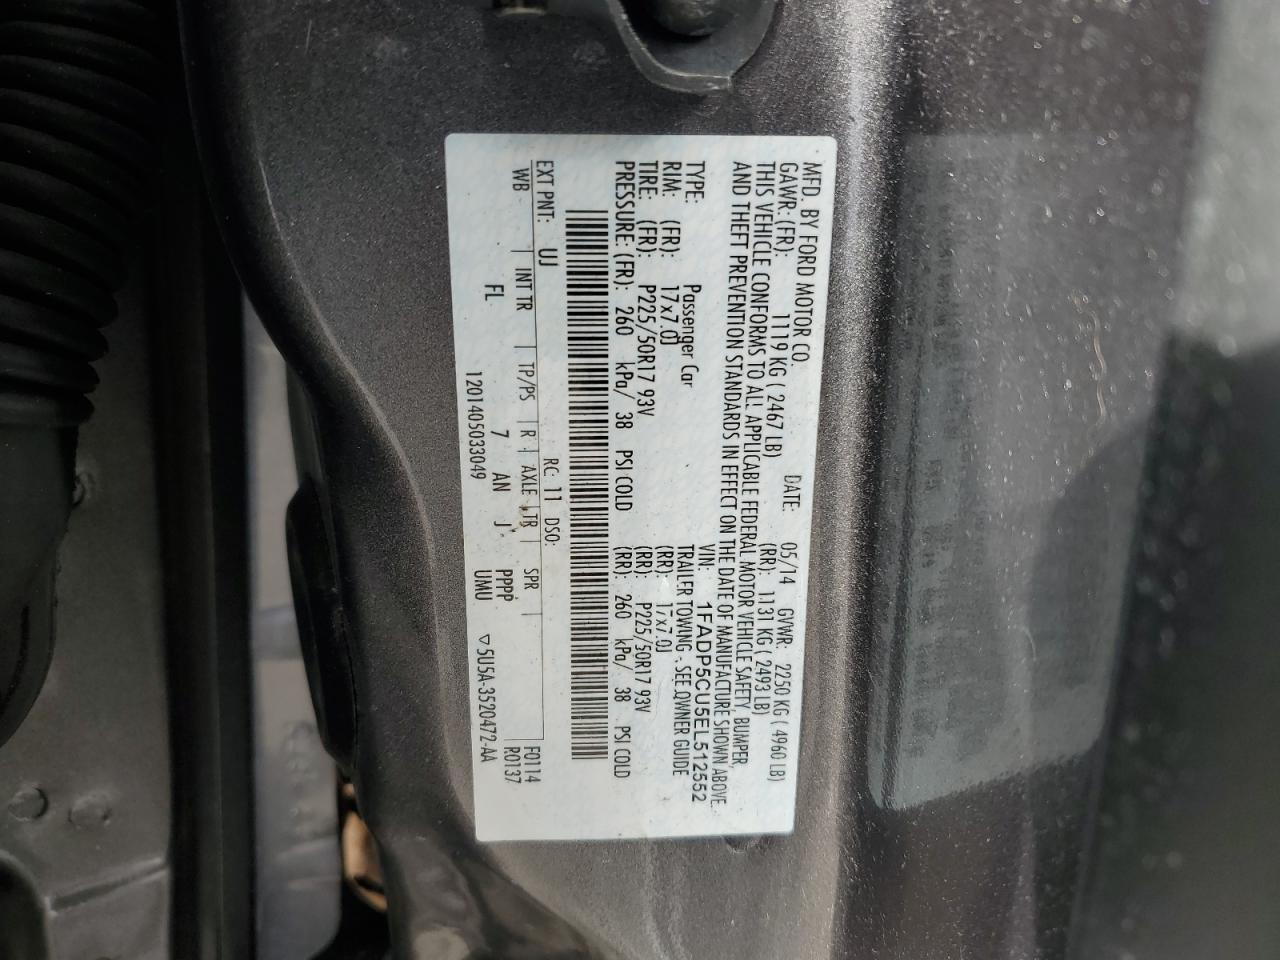 MFD. BY FORD MOTOR CO.
DATE: 05/14 GVWR: 2250 KG ( 4960 LB)
GAWR: (FR): 1119 KG ( 2467 LB) (RR): 1131 KG ( 2493 LB)
THIS VEHICLE CONFORMS TO ALL APPLICABLE FEDERAL MOTOR VEHICLE SAFETY, BUMPER,
AND THEFT PREVENTION STANDARDS IN EFFECT ON THE DATE OF MANUFACTURE SHOWN ABOVE.
VIN: 1FADP5CU5EL512552
TYPE: Passenger Car TRAILER TOWING - SEE OWNER GUIDE
RIM: (FR): 17x7.0J (RR): 17x7.0J
TIRE: (FR): P225/50R17 93V (RR): P225/50R17 93V
PRESSURE: (FR): 260 kPa/ 38 PSI COLD (RR): 260 kPa/ 38 PSI COLD
EXT PNT: UJ RC: 11 DSO: F0114
WB INT TR TP/PS R AXLE TR SPR R0137
FL 7 AN J PPPP
UMU
1201405033049 ▽5U5A-3520472-AA